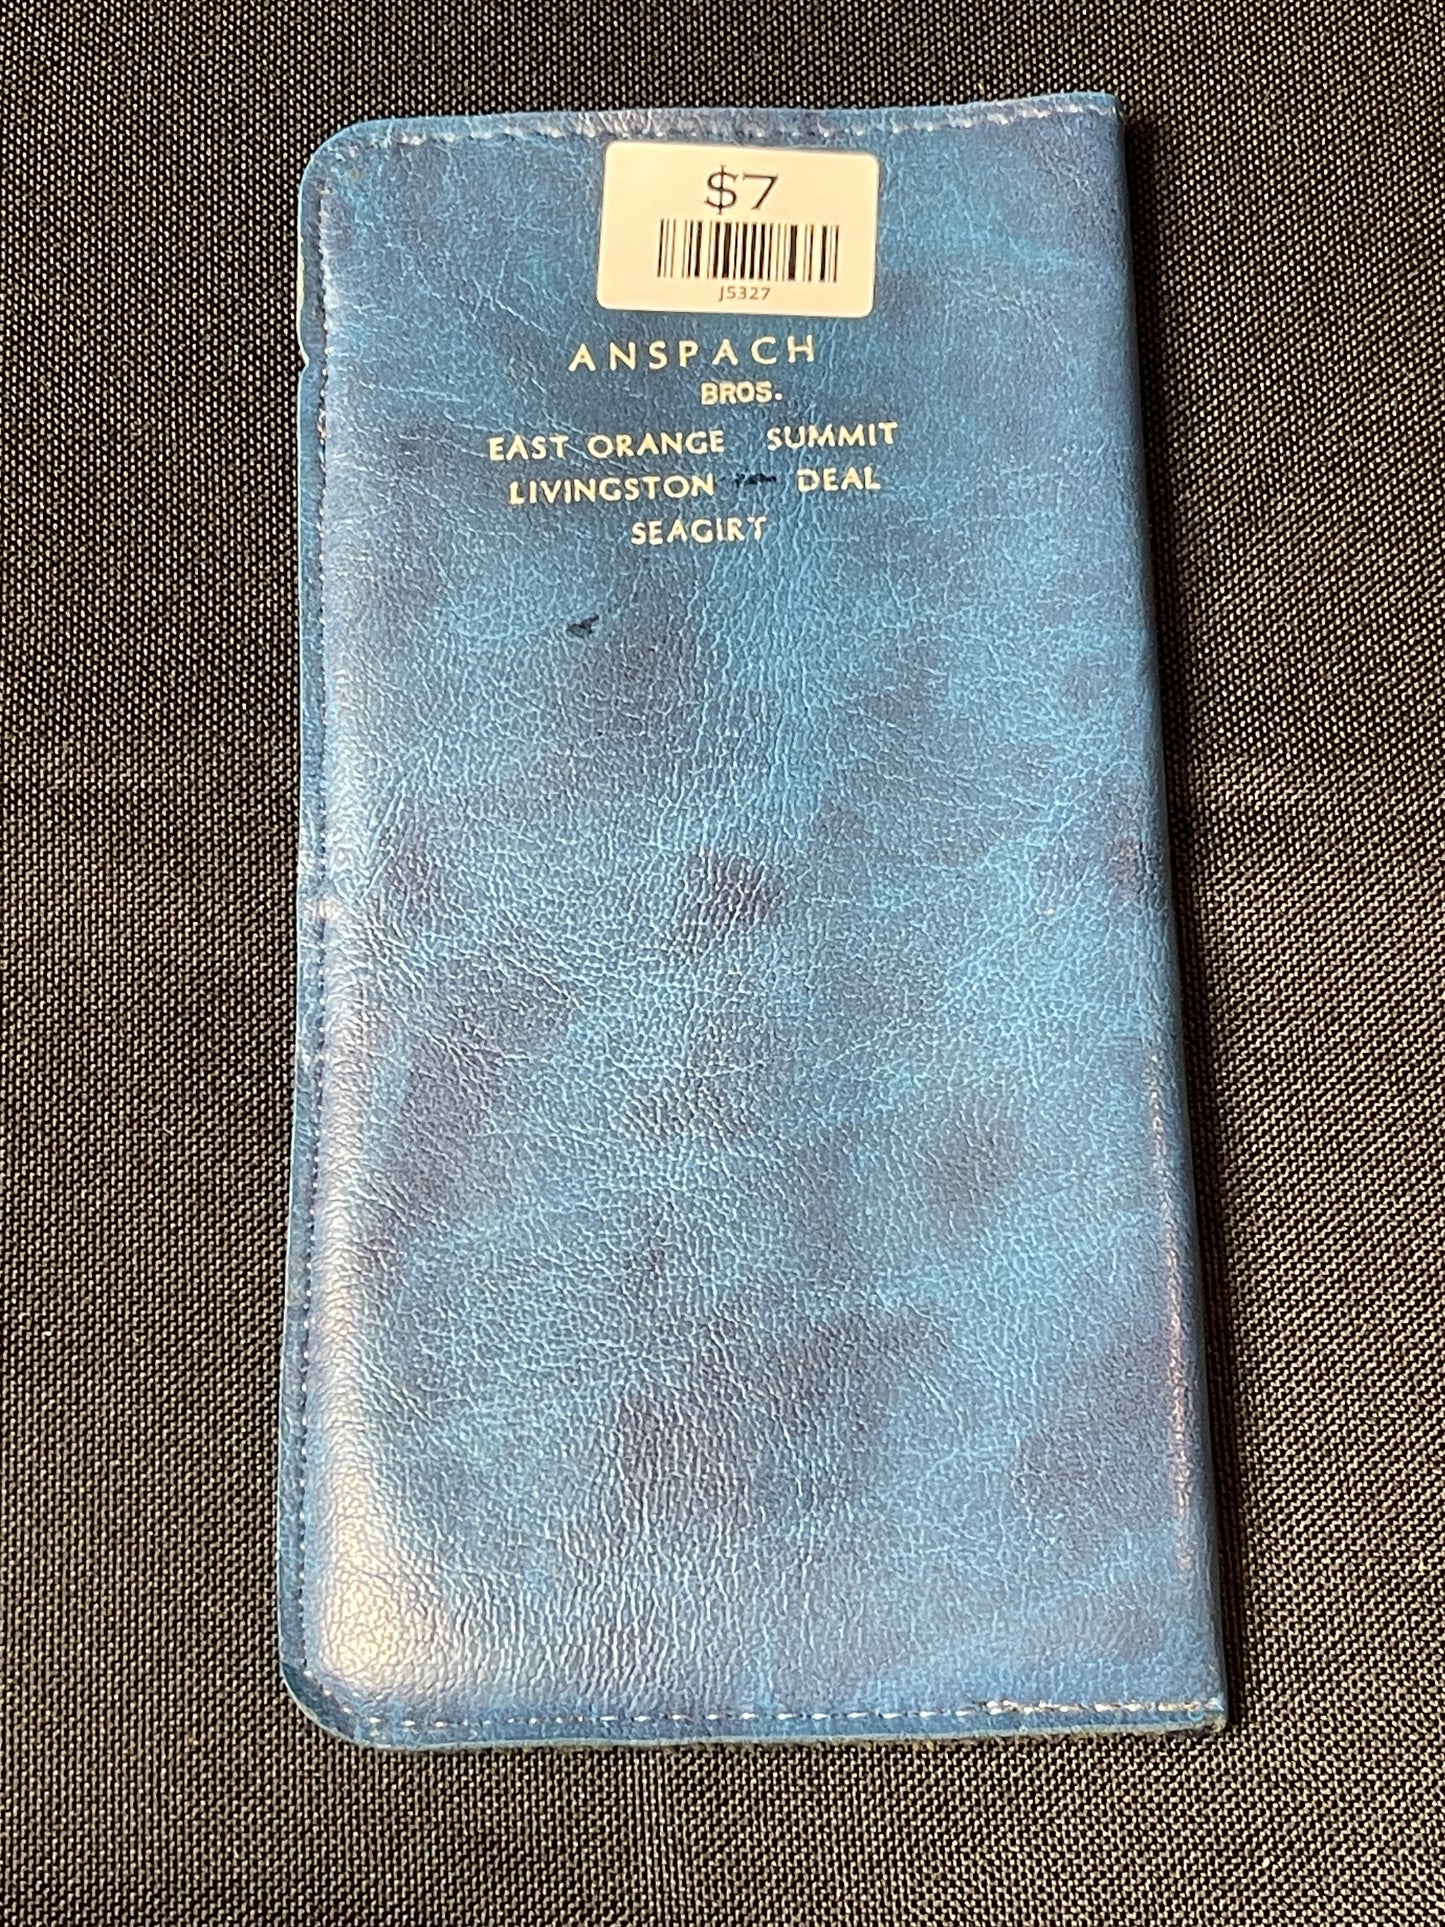 $7
J5327
ANSPACH
BROS.
EAST ORANGE SUMMIT
LIVINGSTON DEAL
SEAGIRT